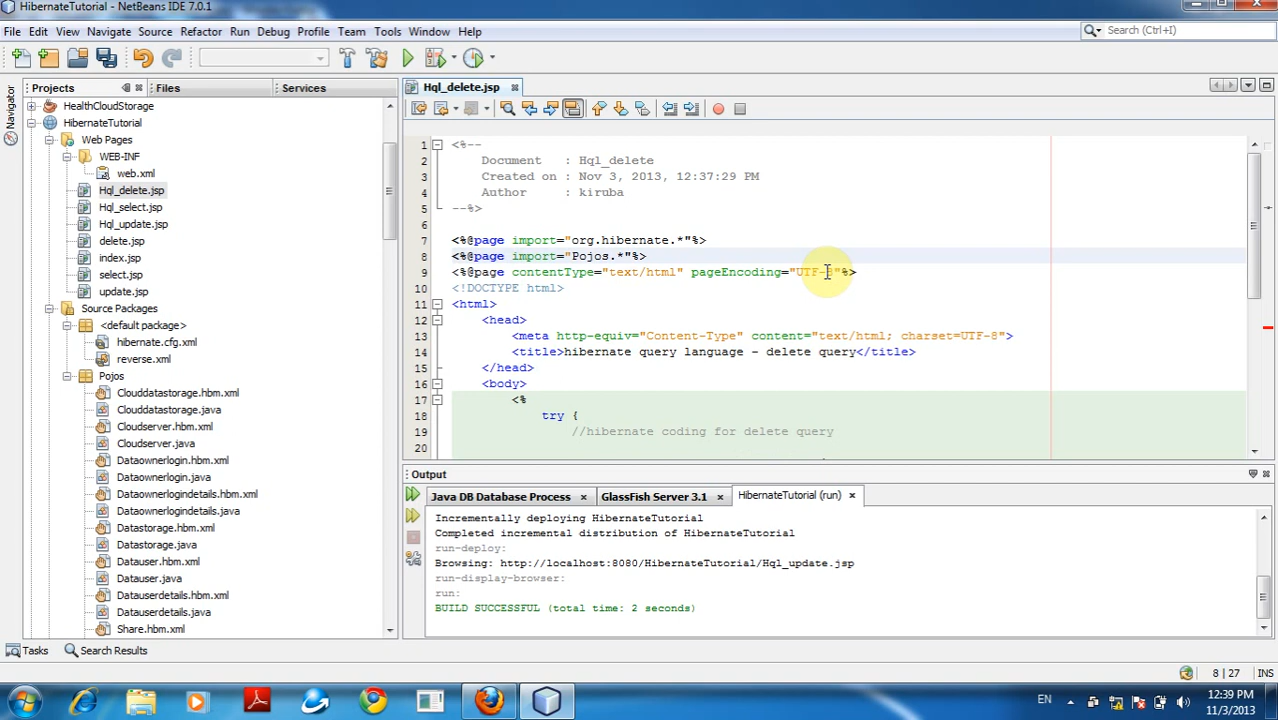 HibernateTutorial - NetBeans IDE 7.0.1
File Edit View Navigate Source Refactor Run Debug Profile Team Tools Window Help
Search (Ctrl+I)
Projects
Files
Services
Navigator
HealthCloudStorage
HibernateTutorial
Web Pages
WEB-INF
web.xml
Hql_delete.jsp
Hql_select.jsp
Hql_update.jsp
delete.jsp
index.jsp
select.jsp
update.jsp
Source Packages
<default package>
hibernate.cfg.xml
reverse.xml
Pojos
Clouddatastorage.hbm.xml
Clouddatastorage.java
Cloudserver.hbm.xml
Cloudserver.java
Dataownerlogin.hbm.xml
Dataownerlogin.java
Dataownerlogindetails.hbm.xml
Dataownerlogindetails.java
Datastorage.hbm.xml
Datastorage.java
Datauser.hbm.xml
Datauser.java
Datauserdetails.hbm.xml
Datauserdetails.java
Share.hbm.xml
Hql_delete.jsp
1 <%--
2 Document : Hql_delete
3 Created on : Nov 3, 2013, 12:37:29 PM
4 Author : kiruba
5 --%>
6
7 <%@page import="org.hibernate.*"%>
8 <%@page import="Pojos.*"%>
9 <%@page contentType="text/html" pageEncoding="UTF-8"%>
10 <!DOCTYPE html>
11 <html>
12 <head>
13 <meta http-equiv="Content-Type" content="text/html; charset=UTF-8">
14 <title>hibernate query language - delete query</title>
15 </head>
16 <body>
17 <%
18 try {
19 //hibernate coding for delete query
20
Output
Java DB Database Process
GlassFish Server 3.1
HibernateTutorial (run)
Incrementally deploying HibernateTutorial
Completed incremental distribution of HibernateTutorial
run-deploy:
Browsing: http://localhost:8080/HibernateTutorial/Hql_update.jsp
run-display-browser:
run:
BUILD SUCCESSFUL (total time: 2 seconds)
Tasks
Search Results
8 | 27 INS
EN
12:39 PM
11/3/2013